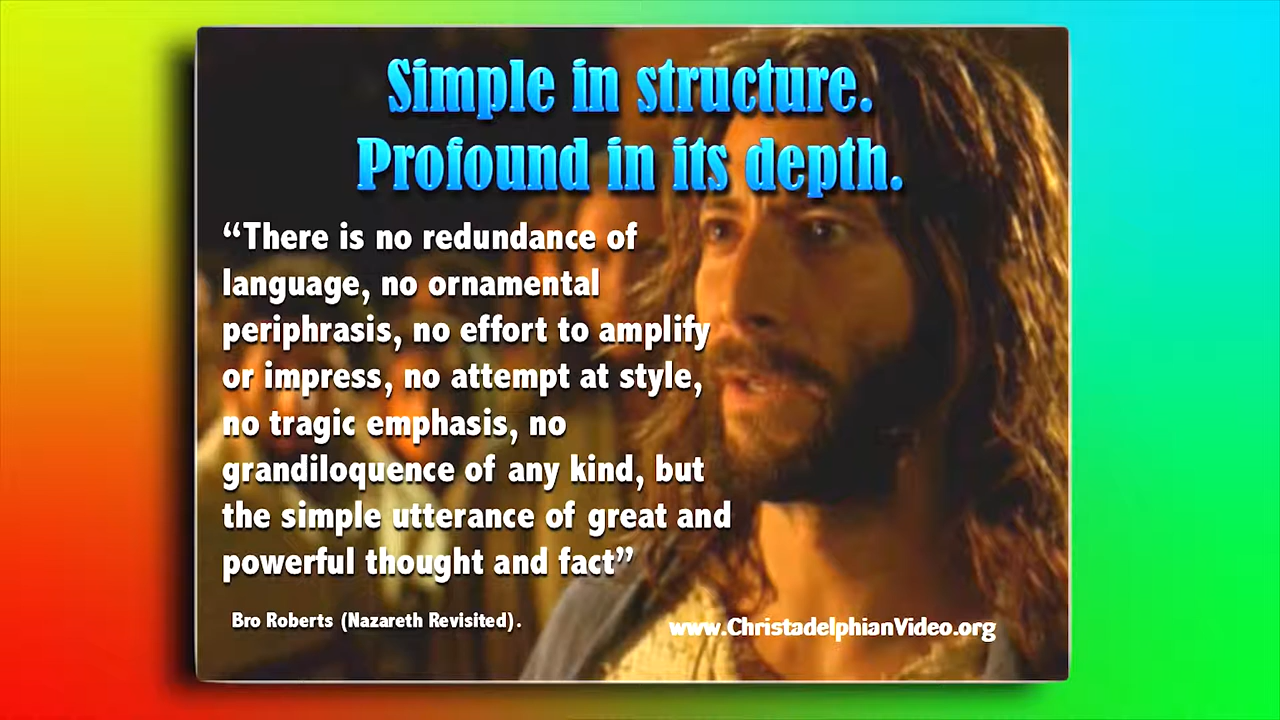 Simple in structure.
Profound in its depth.
“There is no redundance of
language, no ornamental
periphrasis, no effort to amplify
or impress, no attempt at style,
no tragic emphasis, no
grandiloquence of any kind, but
the simple utterance of great and
powerful thought and fact”
Bro Roberts (Nazareth Revisited).
www.ChristadelphianVideo.org